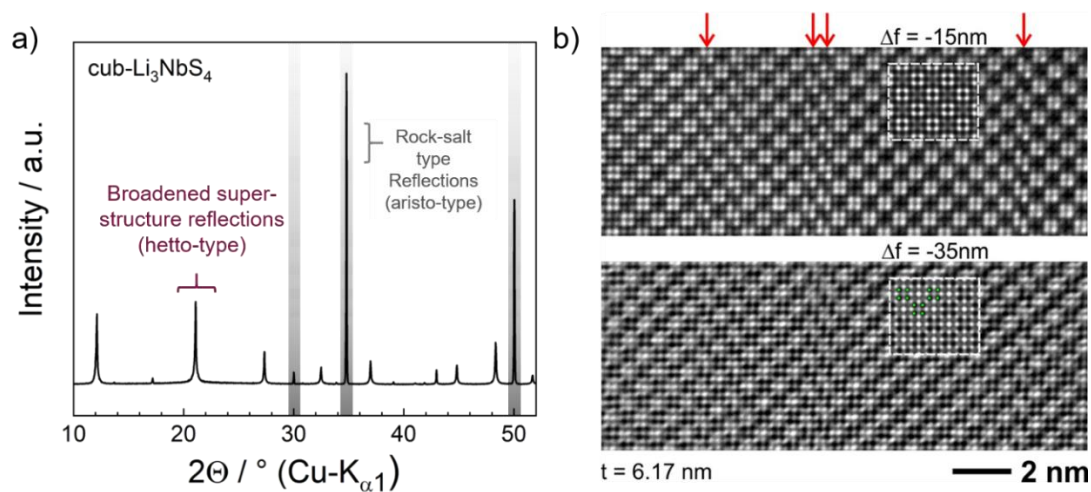 a)
cub-Li₃NbS₄
Intensity / a.u.
Broadened super-
structure reflections
(hetto-type)
Rock-salt
type
Reflections
(aristo-type)
10 20 30 40 50
2Θ / ° (Cu-Kα1)
b)
Δf = -15nm
Δf = -35nm
t = 6.17 nm
2 nm